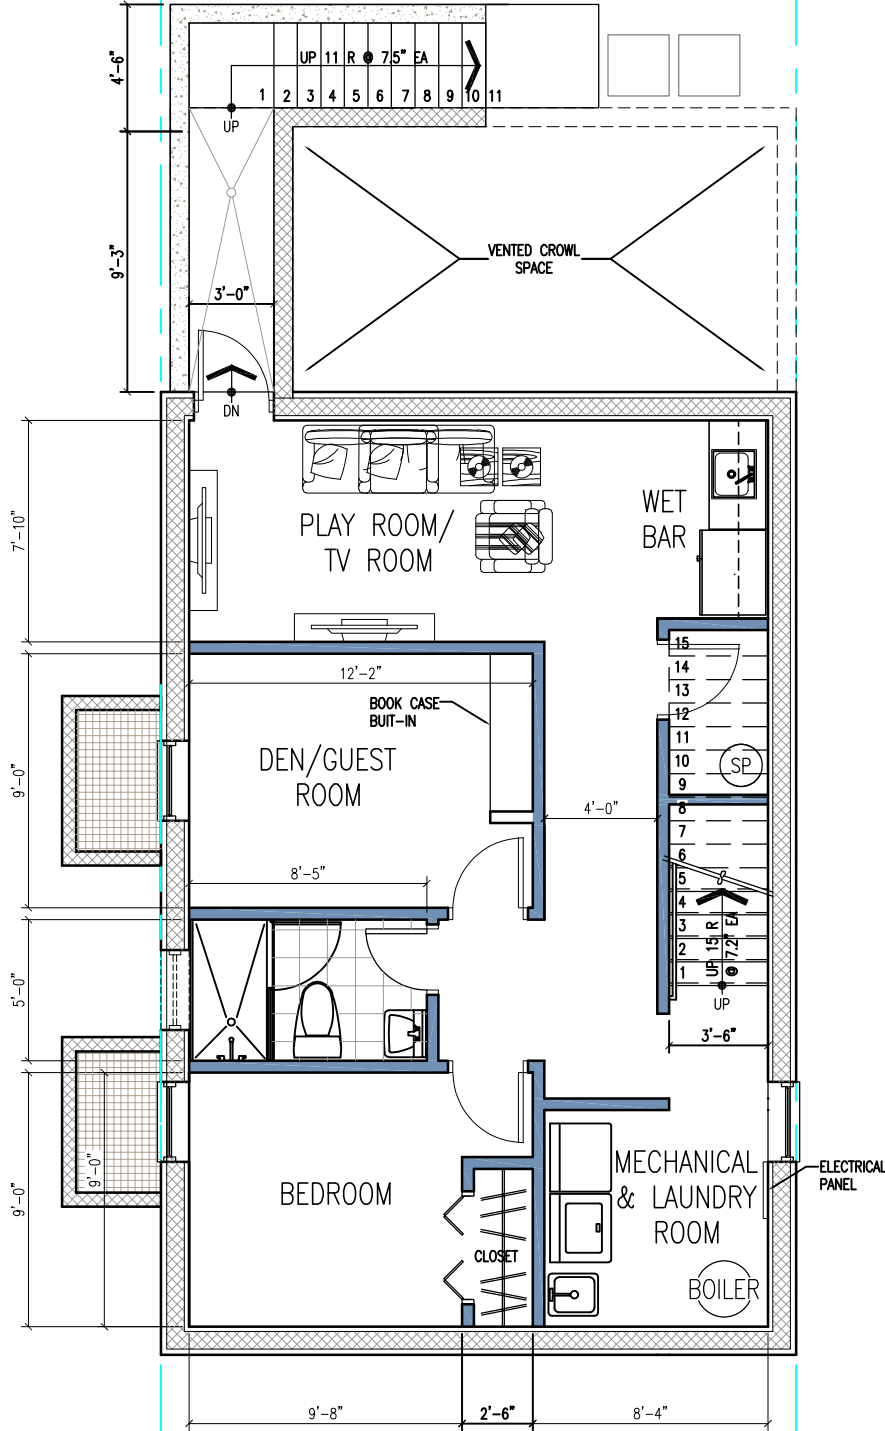 4'-6"
UP 11 R @ 7.5" EA
1 2 3 4 5 6 7 8 9 10 11
UP
VENTED CROWL
SPACE
9'-3"
3'-0"
DN
7'-10"
PLAY ROOM/
TV ROOM
WET
BAR
15
14
13
12
11
10
9
8
7
6
5
4
3
2
1
SP
12'-2"
BOOK CASE
BUIT-IN
DEN/GUEST
ROOM
9'-0"
4'-0"
8'-5"
UP 15 R
@ 7.2" EA
UP
5'-0"
3'-6"
9'-0"
9'-0"
BEDROOM
CLOSET
MECHANICAL
& LAUNDRY
ROOM
ELECTRICAL
PANEL
BOILER
9'-8"
2'-6"
8'-4"